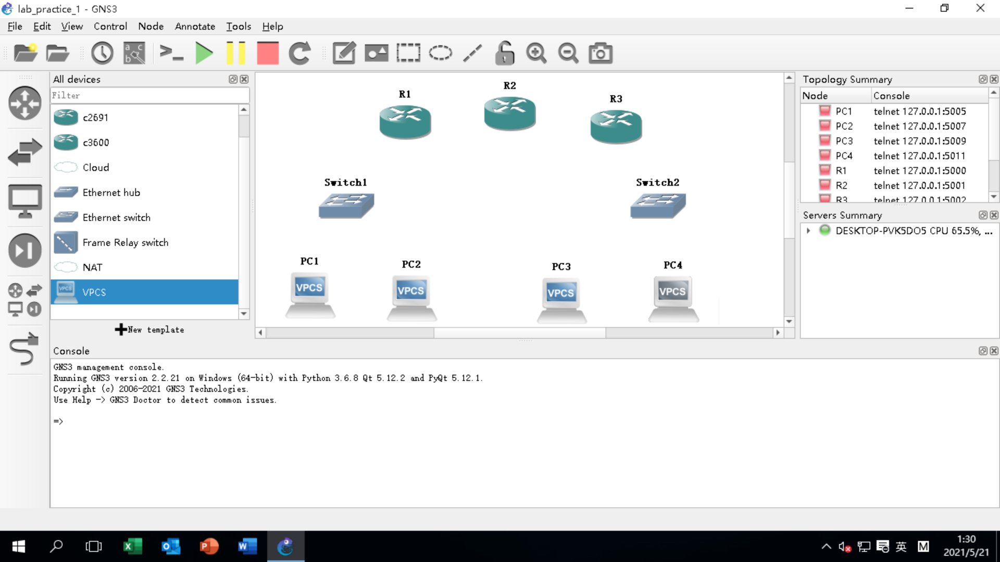 lab_practice_1 - GNS3
File Edit View Control Node Annotate Tools Help
All devices
Filter
c2691
c3600
Cloud
Ethernet hub
Ethernet switch
Frame Relay switch
NAT
VPCS
New template
R1
R2
R3
Switch1
Switch2
PC1
PC2
PC3
PC4
VPCS
VPCS
VPCS
VPCS
Topology Summary
Node Console
PC1 telnet 127.0.0.1:5005
PC2 telnet 127.0.0.1:5007
PC3 telnet 127.0.0.1:5009
PC4 telnet 127.0.0.1:5011
R1 telnet 127.0.0.1:5000
R2 telnet 127.0.0.1:5001
R3 telnet 127.0.0.1:5002
Servers Summary
DESKTOP-PVK5DO5 CPU 65.5%, ...
Console
GNS3 management console.
Running GNS3 version 2.2.21 on Windows (64-bit) with Python 3.6.8 Qt 5.12.2 and PyQt 5.12.1.
Copyright (c) 2006-2021 GNS3 Technologies.
Use Help -> GNS3 Doctor to detect common issues.
=>
英 M
1:30
2021/5/21